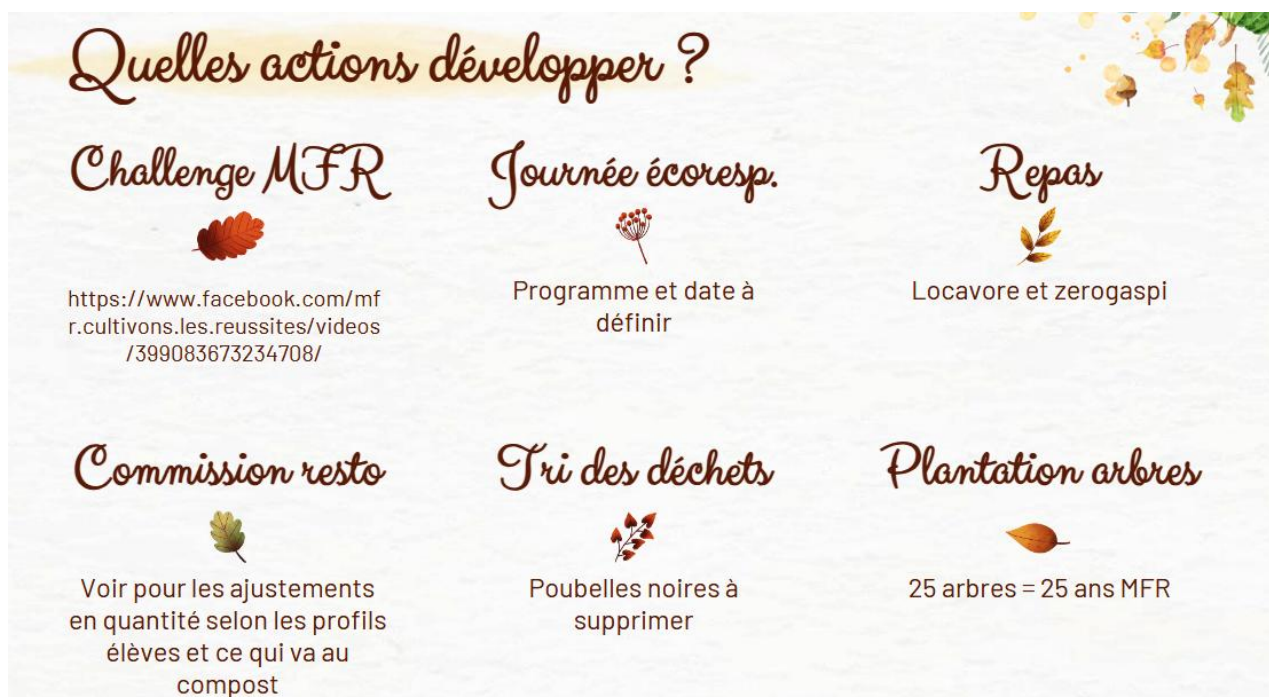 Quelles actions développer ?
Challenge MFR
https://www.facebook.com/mf
r.cultivons.les.reussites/videos
/399083673234708/
Journée écoresp.
Programme et date à
définir
Repas
Locavore et zerogaspi
Commission resto
Voir pour les ajustements
en quantité selon les profils
élèves et ce qui va au
compost
Tri des déchets
Poubelles noires à
supprimer
Plantation arbres
25 arbres = 25 ans MFR